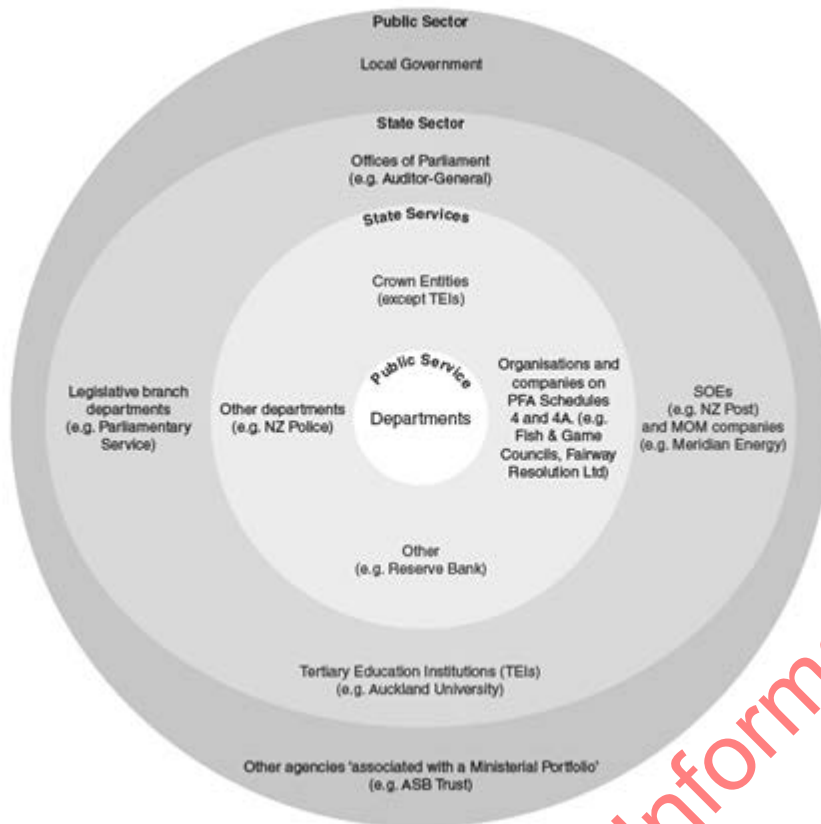 Public Sector
Local Government
State Sector
Offices of Parliament
(e.g. Auditor-General)
State Services
Crown Entities
(except TEIs)
Public Service
Departments
Legislative branch
departments
(e.g. Parliamentary
Service)
Other departments
(e.g. NZ Police)
Organisations and
companies on
PFA Schedules
4 and 4A. (e.g.
Fish & Game
Councils, Fairway
Resolution Ltd)
SOEs
(e.g. NZ Post)
and MOM companies
(e.g. Meridian Energy)
Other
(e.g. Reserve Bank)
Tertiary Education Institutions (TEIs)
(e.g. Auckland University)
Other agencies 'associated with a Ministerial Portfolio'
(e.g. ASB Trust)